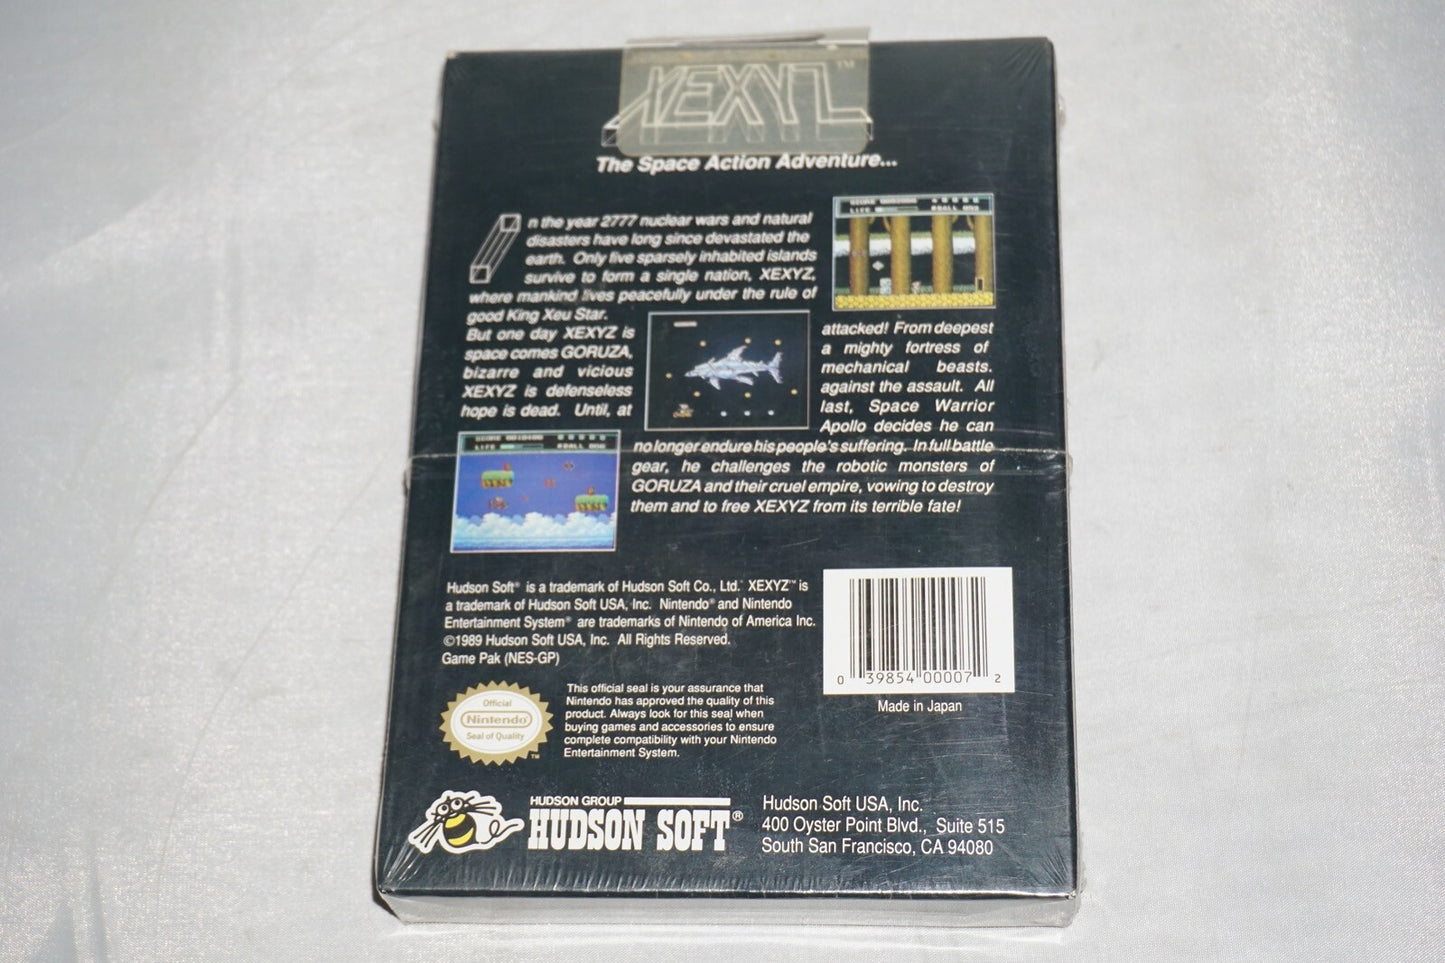 XEXYZ™
The Space Action Adventure...
In the year 2777 nuclear wars and natural
disasters have long since devastated the
earth. Only five sparsely inhabited islands
survive to form a single nation, XEXYZ,
where mankind lives peacefully under the rule of
good King Xeu Star.
But one day XEXYZ is attacked! From deepest
space comes GORUZA, a mighty fortress of
bizarre and vicious mechanical beasts.
XEXYZ is defenseless against the assault. All
hope is dead. Until, at last, Space Warrior
Apollo decides he can
no longer endure his people's suffering. In full battle
gear, he challenges the robotic monsters of
GORUZA and their cruel empire, vowing to destroy
them and to free XEXYZ from its terrible fate!
SCORE
LIFE EBALL
SCORE
LIFE EBALL
Hudson Soft® is a trademark of Hudson Soft Co., Ltd. XEXYZ™ is
a trademark of Hudson Soft USA, Inc. Nintendo® and Nintendo
Entertainment System® are trademarks of Nintendo of America Inc.
©1989 Hudson Soft USA, Inc. All Rights Reserved.
Game Pak (NES-GP)
0 39854 00007 2
Made in Japan
Official
Nintendo®
Seal of Quality
™
This official seal is your assurance that
Nintendo has approved the quality of this
product. Always look for this seal when
buying games and accessories to ensure
complete compatibility with your Nintendo
Entertainment System.
HUDSON GROUP
HUDSON SOFT®
Hudson Soft USA, Inc.
400 Oyster Point Blvd., Suite 515
South San Francisco, CA 94080